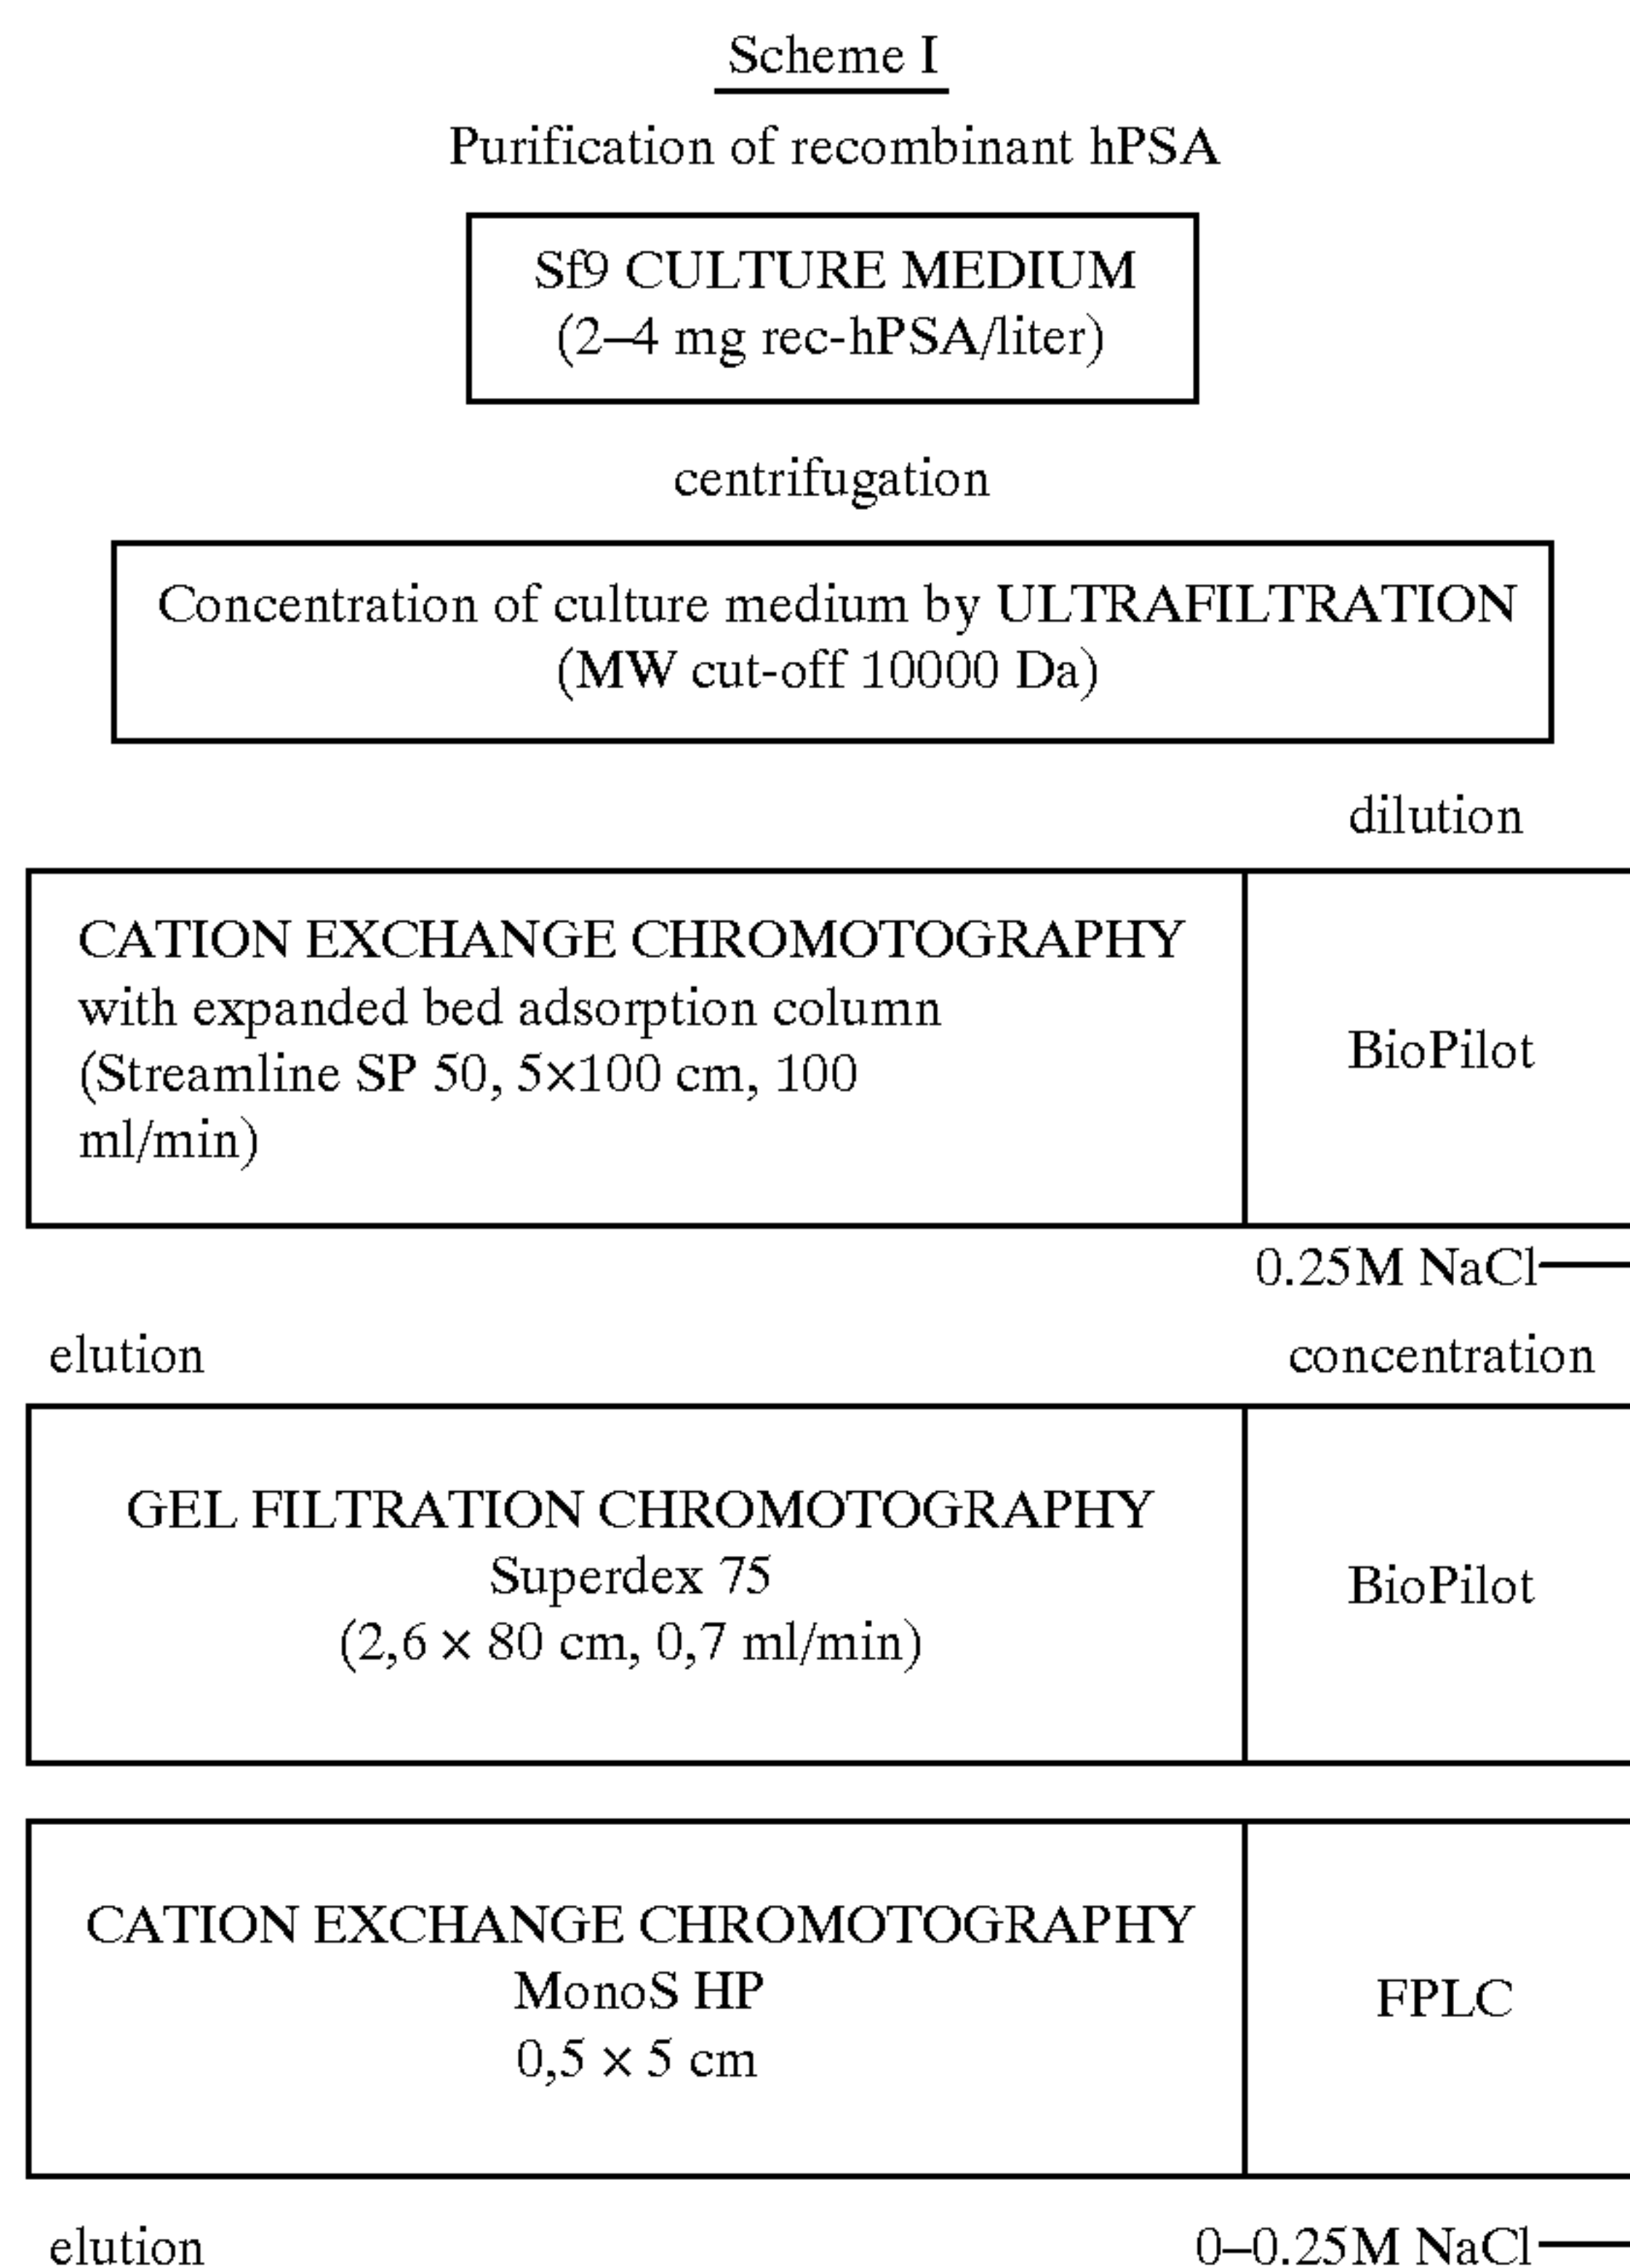 Scheme I
Purification of recombinant hPSA
Sf9 CULTURE MEDIUM
(2–4 mg rec-hPSA/liter)
centrifugation
Concentration of culture medium by ULTRAFILTRATION
(MW cut-off 10000 Da)
dilution
CATION EXCHANGE CHROMOTOGRAPHY
with expanded bed adsorption column
(Streamline SP 50, 5×100 cm, 100
ml/min)
BioPilot
0.25M NaCl
elution
concentration
GEL FILTRATION CHROMOTOGRAPHY
Superdex 75
(2,6 × 80 cm, 0,7 ml/min)
BioPilot
CATION EXCHANGE CHROMOTOGRAPHY
MonoS HP
0,5 × 5 cm
FPLC
elution
0–0.25M NaCl